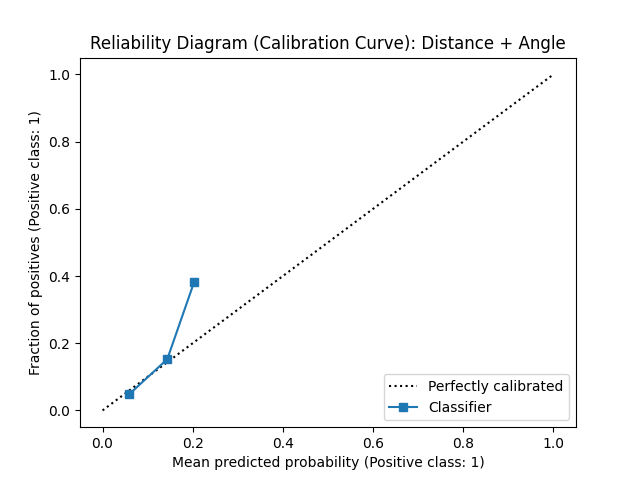 Reliability Diagram (Calibration Curve): Distance + Angle
Fraction of positives (Positive class: 1)
1.0
0.8
0.6
0.4
0.2
0.0
0.0 0.2 0.4 0.6 0.8 1.0
Mean predicted probability (Positive class: 1)
Perfectly calibrated
Classifier